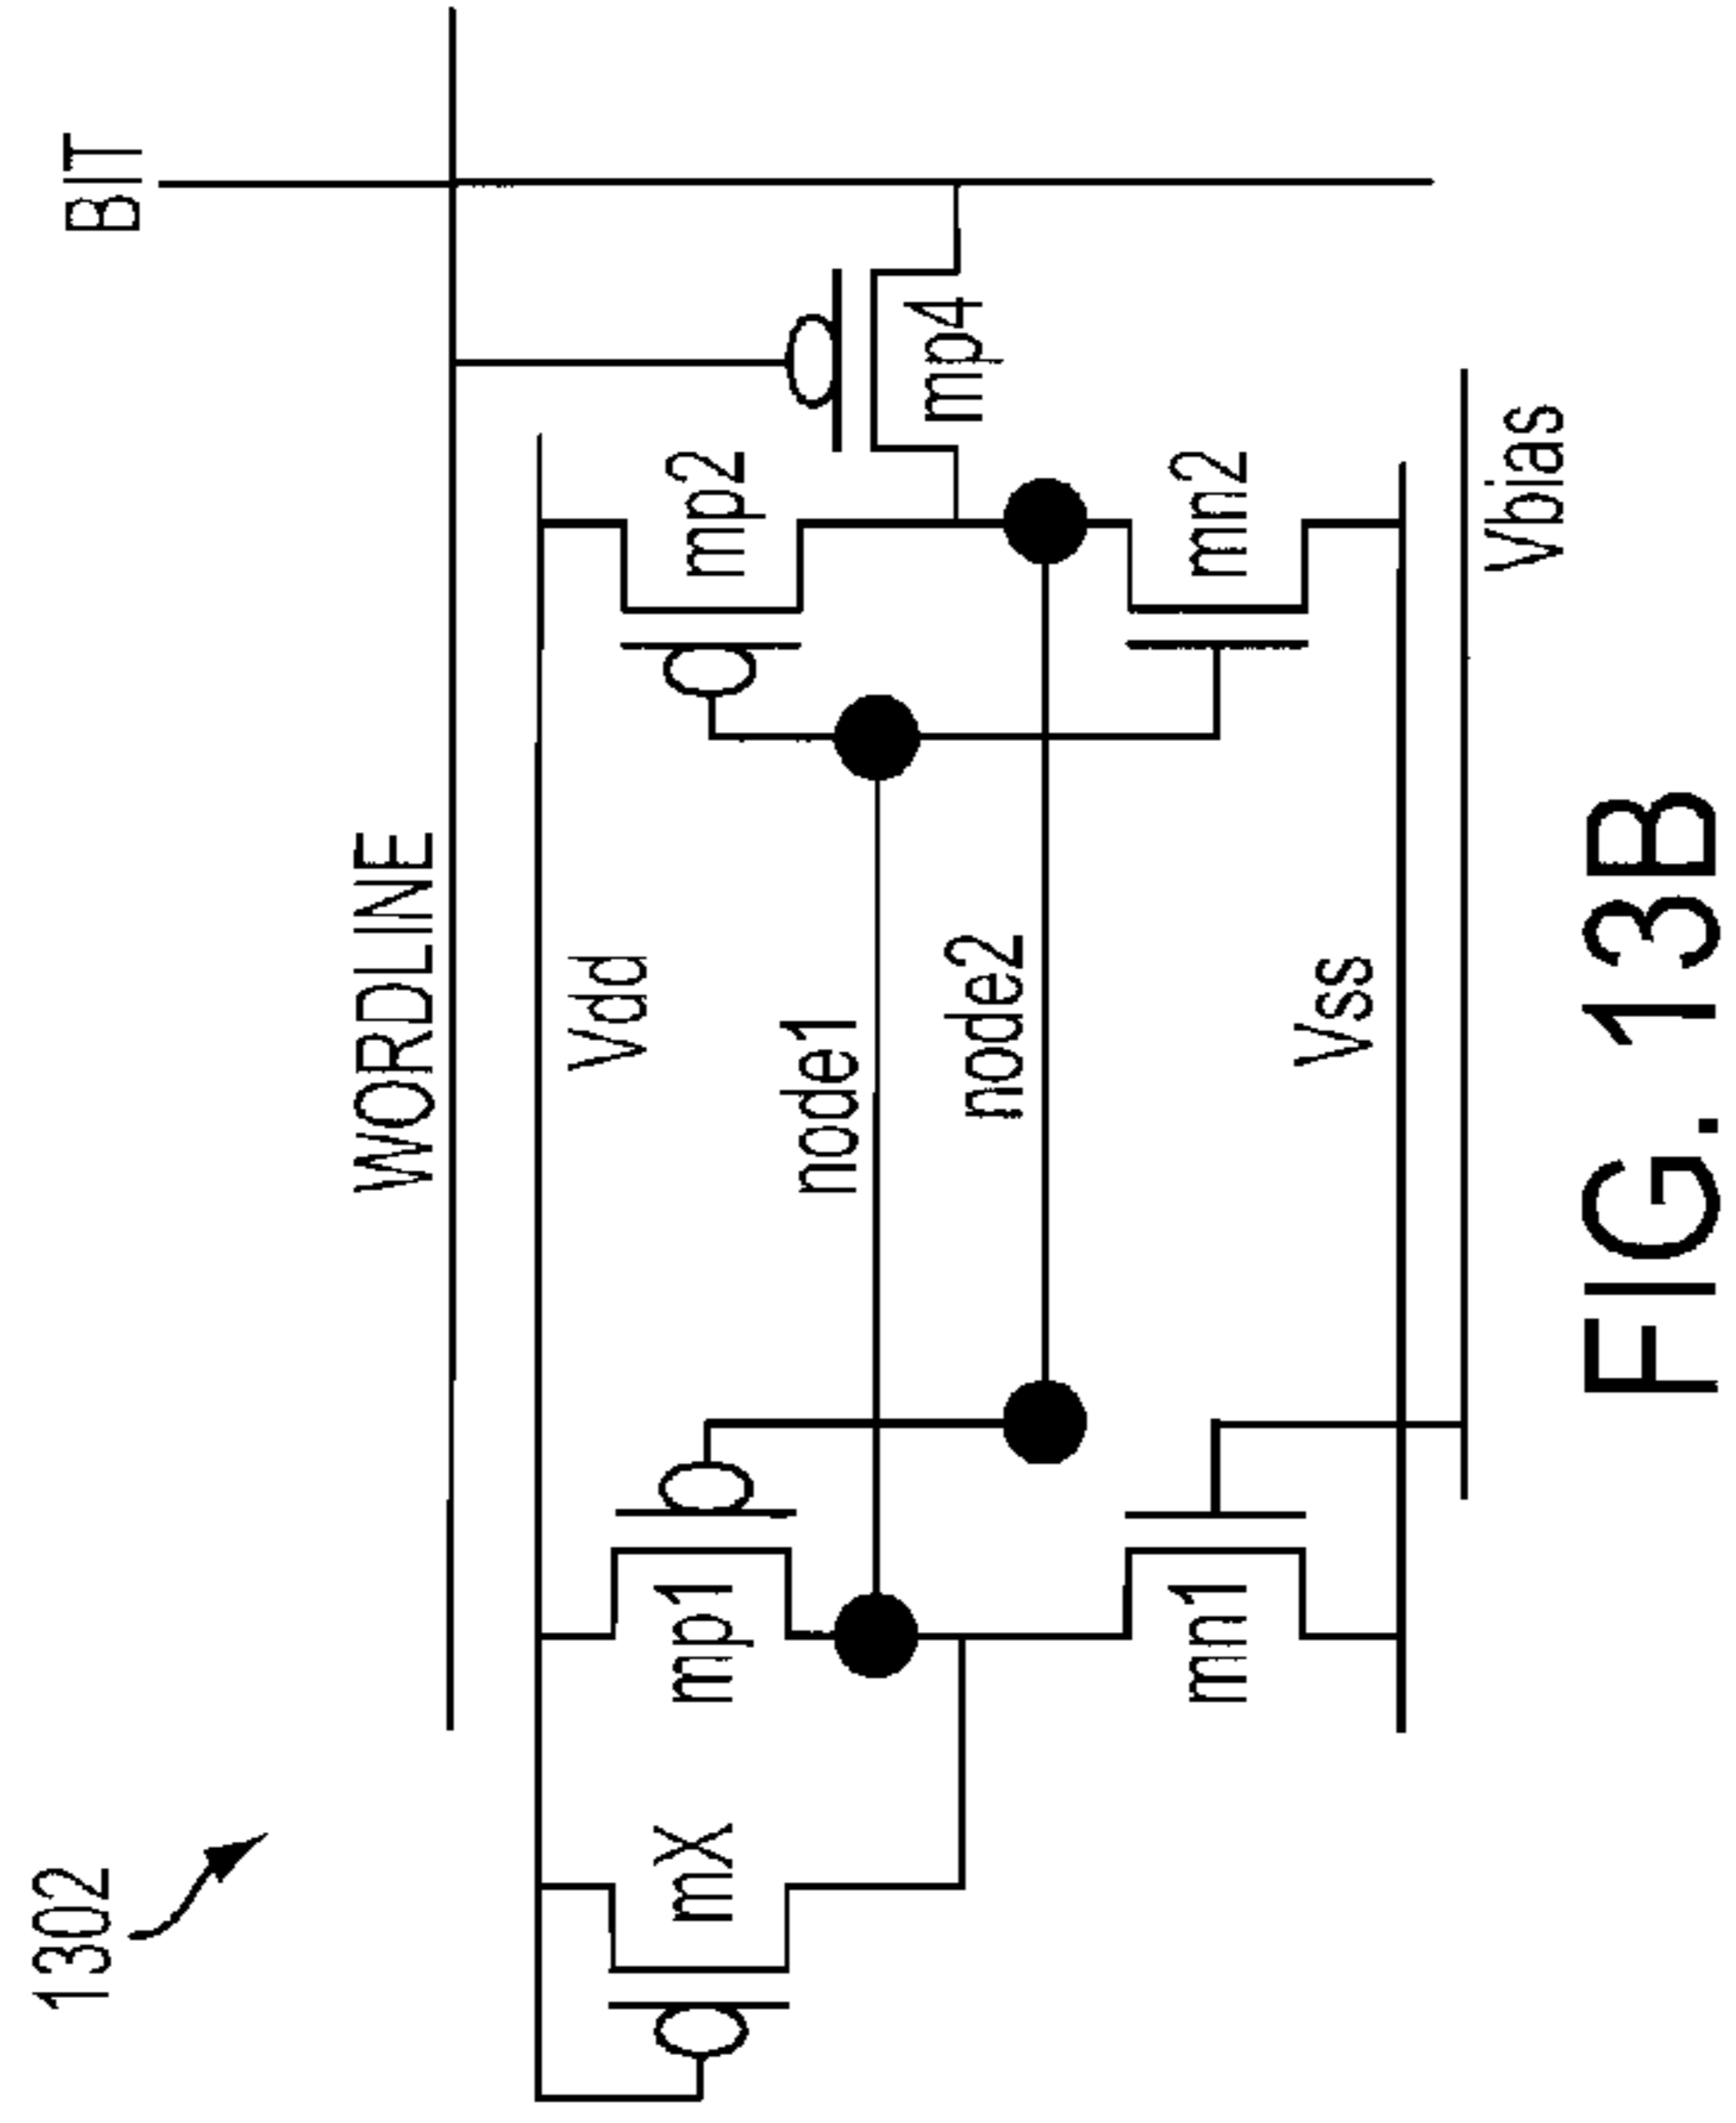 1302
BIT
WORDLINE
Vdd
mX
mp1
mp2
node1
mp4
node2
mn1
mn2
Vss
Vbias
FIG. 13B